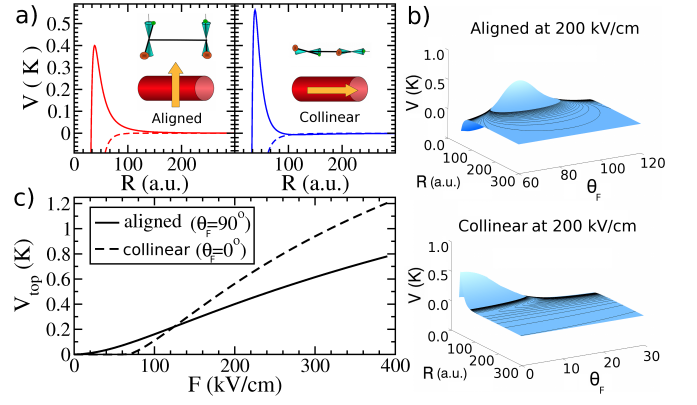 a)
V ( K )
0.5
0.4
0.3
0.2
0.1
0
Aligned
Collinear
100
200
100
200
R (a.u.)
R (a.u.)
b)
Aligned at 200 kV/cm
V (K)
1.0
0.5
0.0
0.0
100
200
300
R (a.u.)
60
80
100
120
θF
Collinear at 200 kV/cm
V (K)
1.0
0.5
0.0
0.0
100
200
300
R (a.u.)
0
10
20
30
θF
c)
Vtop (K)
1.2
1
0.8
0.6
0.4
0.2
0
aligned (θF=90°)
collinear (θF=0°)
0
100
200
300
400
F (kV/cm)